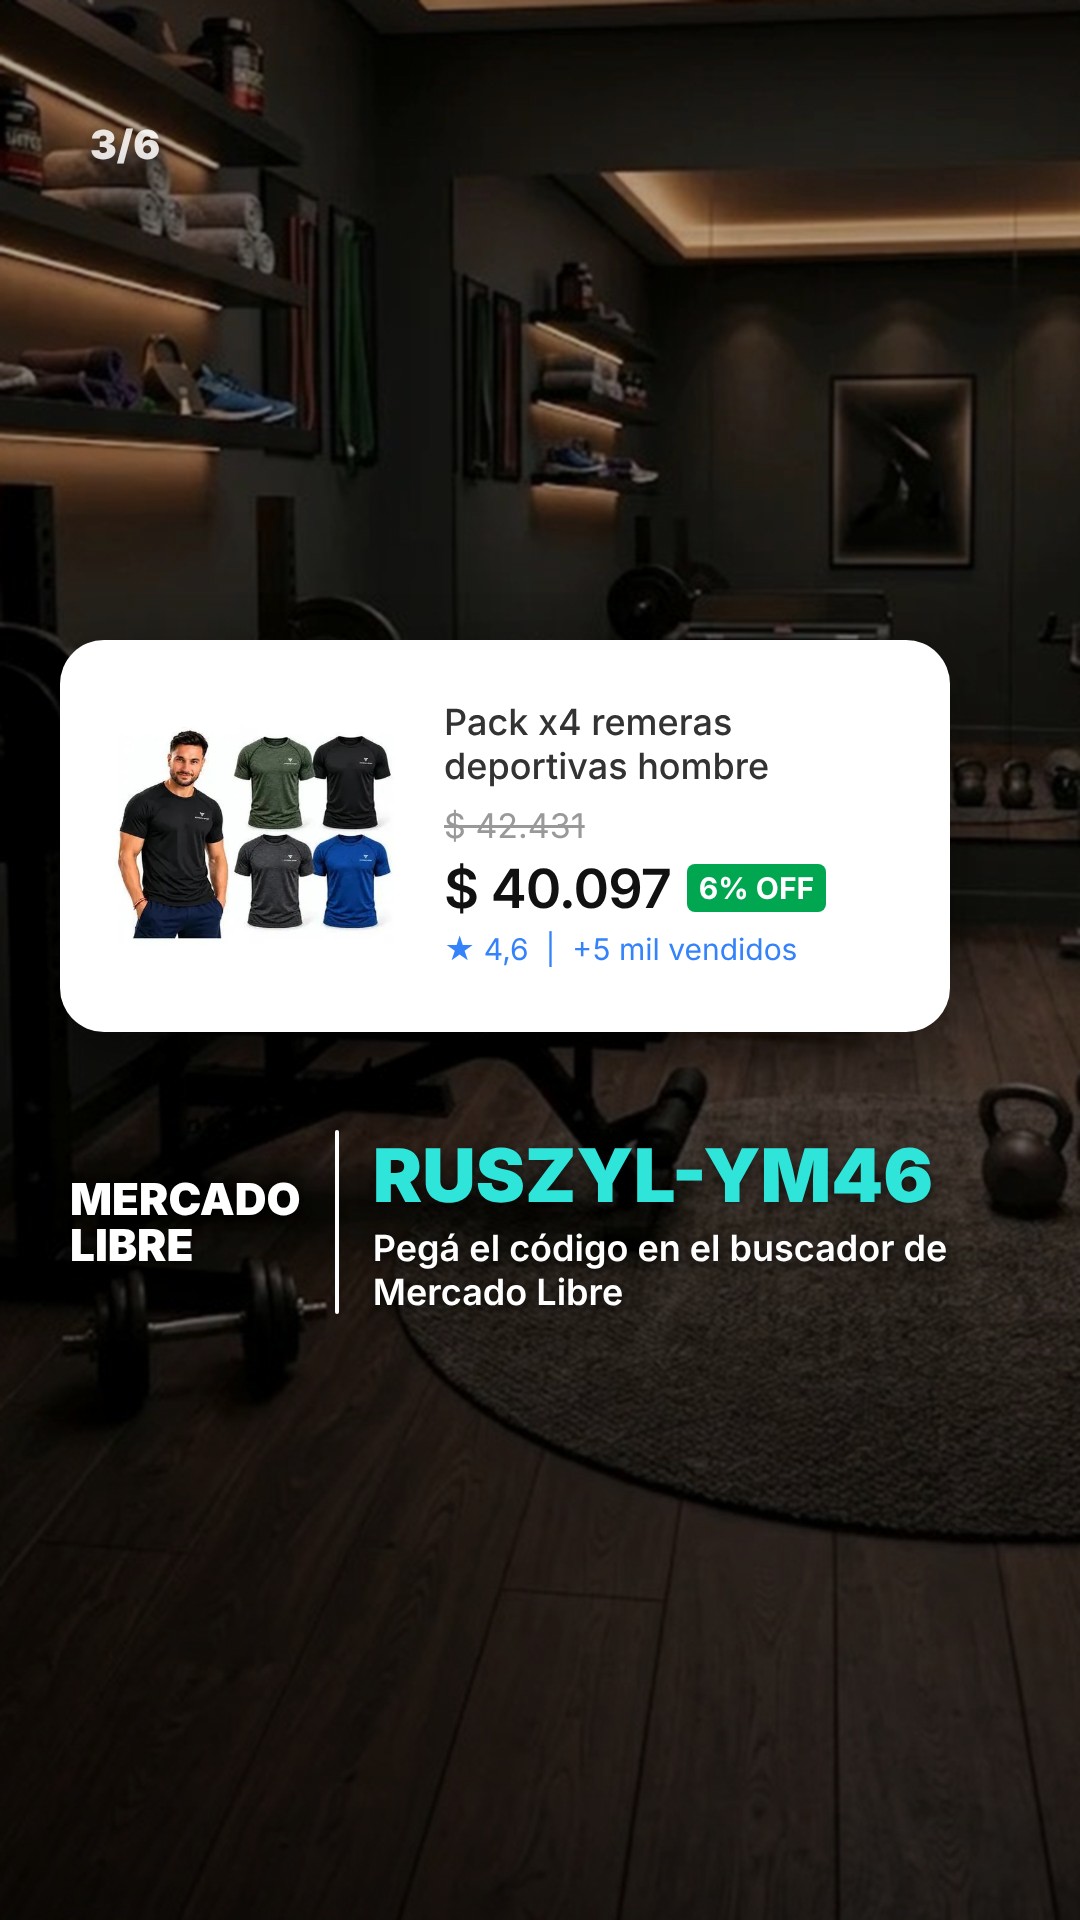 3/6
Pack x4 remeras
deportivas hombre
$ 42.431
$ 40.097 6% OFF
★ 4,6 | +5 mil vendidos
MERCADO
LIBRE
RUSZYL-YM46
Pegá el código en el buscador de
Mercado Libre